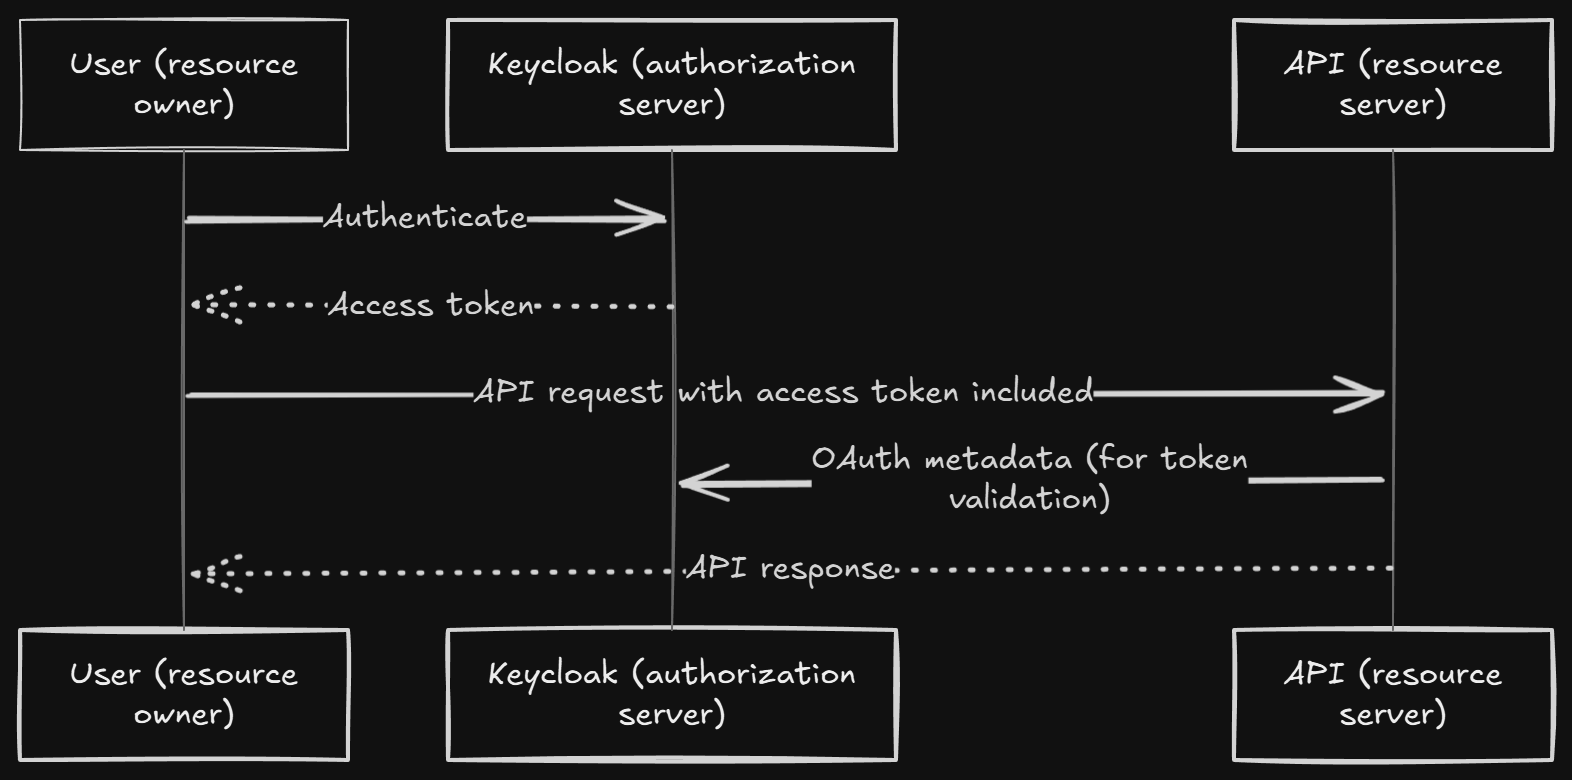 User (resource
owner)
Keycloak (authorization
server)
API (resource
server)
Authenticate
Access token
API request with access token included
OAuth metadata (for token
validation)
API response
User (resource
owner)
Keycloak (authorization
server)
API (resource
server)